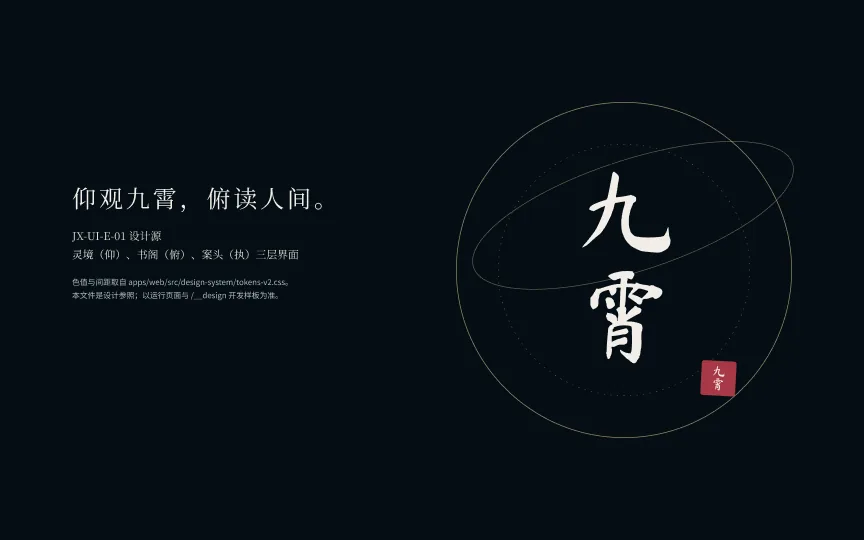 仰观九霄，俯读人间。
JX-UI-E-01 设计源
灵境（仰）、书阁（俯）、案头（执）三层界面
色值与间距取自 apps/web/src/design-system/tokens-v2.css。
本文件是设计参照；以运行页面与 /__design 开发样板为准。
九
霄
九
霄